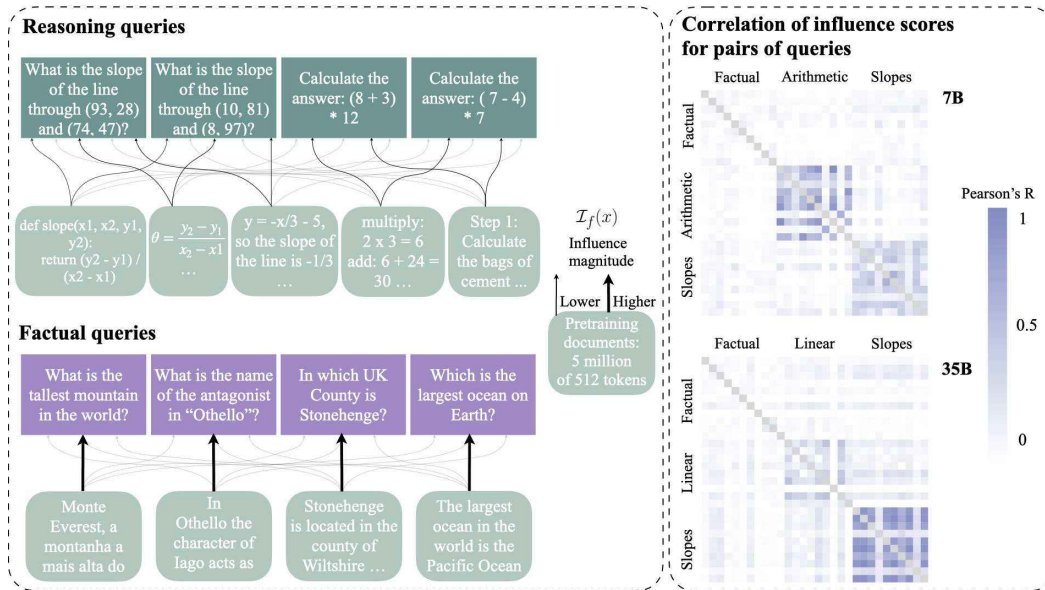 Reasoning queries
What is the slope
of the line
through (93, 28)
and (74, 47)?
What is the slope
of the line
through (10, 81)
and (8, 97)?
Calculate the
answer: (8 + 3)
* 12
Calculate the
answer: ( 7 - 4)
* 7
def slope(x1, x2, y1,
y2):
return (y2 - y1) /
(x2 - x1)
θ = (y₂ − y₁)/(x₂ − x1)
…
y = -x/3 - 5,
so the slope of
the line is -1/3
…
multiply:
2 x 3 = 6
add: 6 + 24 =
30 …
Step 1:
Calculate
the bags of
cement ...
ℐ_f(x)
Influence
magnitude
Lower
Higher
Pretraining
documents:
5 million
of 512 tokens
Factual queries
What is the
tallest mountain
in the world?
What is the name
of the antagonist
in “Othello”?
In which UK
County is
Stonehenge?
Which is the
largest ocean on
Earth?
Monte
Everest, a
montanha a
mais alta do
In
Othello the
character of
Iago acts as
Stonehenge
is located in the
county of
Wiltshire …
The largest
ocean in the
world is the
Pacific Ocean
Correlation of influence scores
for pairs of queries
Factual Arithmetic Slopes
7B
Factual
Arithmetic
Slopes
Pearson’s R
1
0.5
0
Factual Linear Slopes
35B
Factual
Linear
Slopes